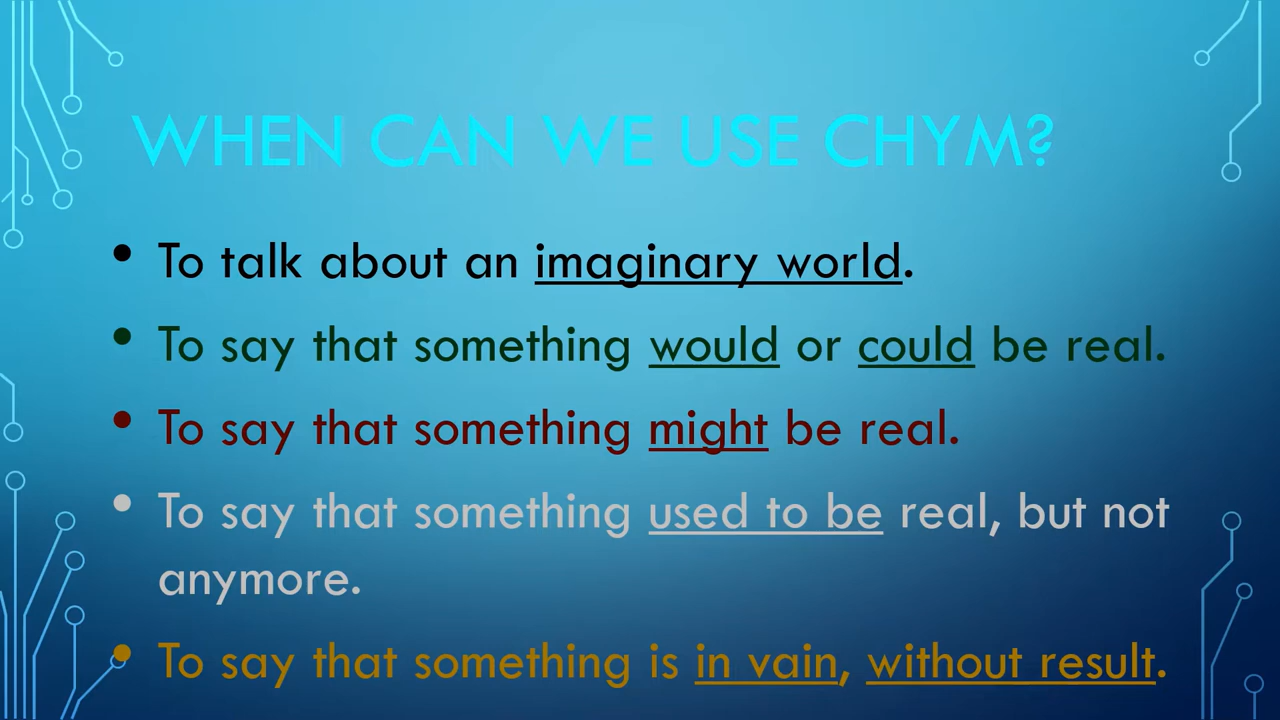 WHEN CAN WE USE CHYM?
• To talk about an imaginary world.
• To say that something would or could be real.
• To say that something might be real.
• To say that something used to be real, but not
anymore.
• To say that something is in vain, without result.